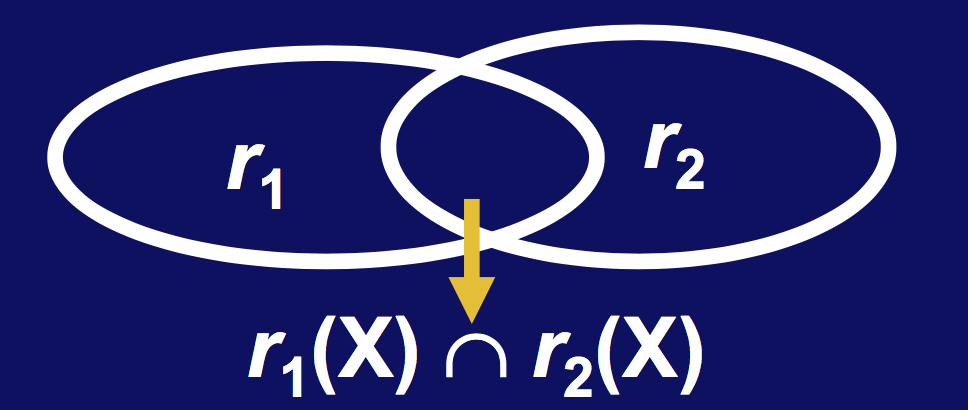 r₁
r₂
r₁(X) ∩ r₂(X)